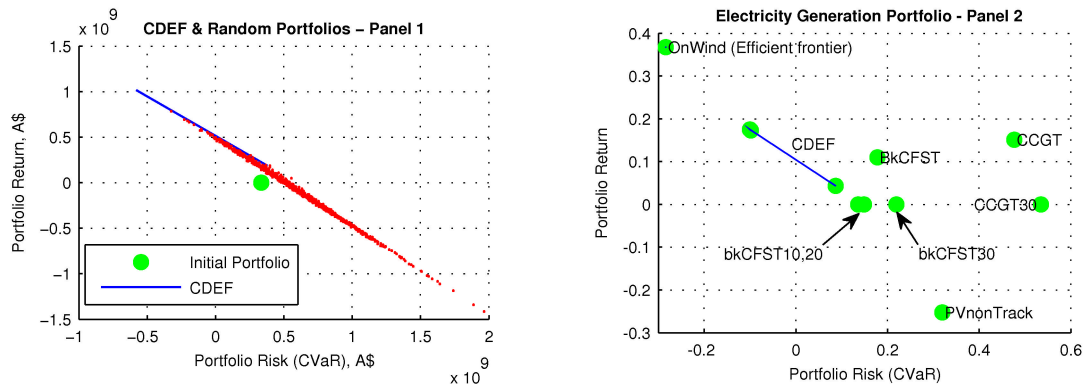 x 10^9
CDEF & Random Portfolios – Panel 1
1.5
1
0.5
0
−0.5
−1
−1.5
Portfolio Return, A$
Initial Portfolio
CDEF
−1
−0.5
0
0.5
1
1.5
2
Portfolio Risk (CVaR), A$
x 10^9
Electricity Generation Portfolio - Panel 2
0.4
0.3
0.2
0.1
0
-0.1
-0.2
-0.3
Portfolio Return
OnWind (Efficient frontier)
CDEF
BkCFST
CCGT
CCGT30
bkCFST10,20
bkCFST30
PVnonTrack
-0.2
0
0.2
0.4
0.6
Portfolio Risk (CVaR)